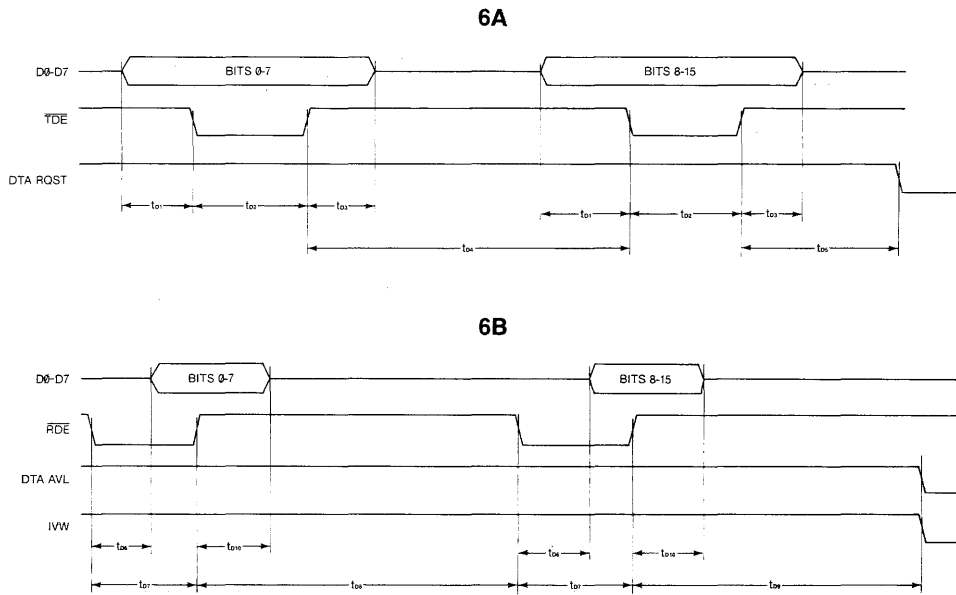 6A
D0-D7 BITS 0-7 BITS 8-15
TDE
DTA RQST
tD1 tD2 tD3 tD1 tD2 tD3
tD4 tD5
6B
D0-D7 BITS 0-7 BITS 8-15
RDE
DTA AVL
IVW
tD6 tD10 tD6 tD10
tD7 tD8 tD7 tD9